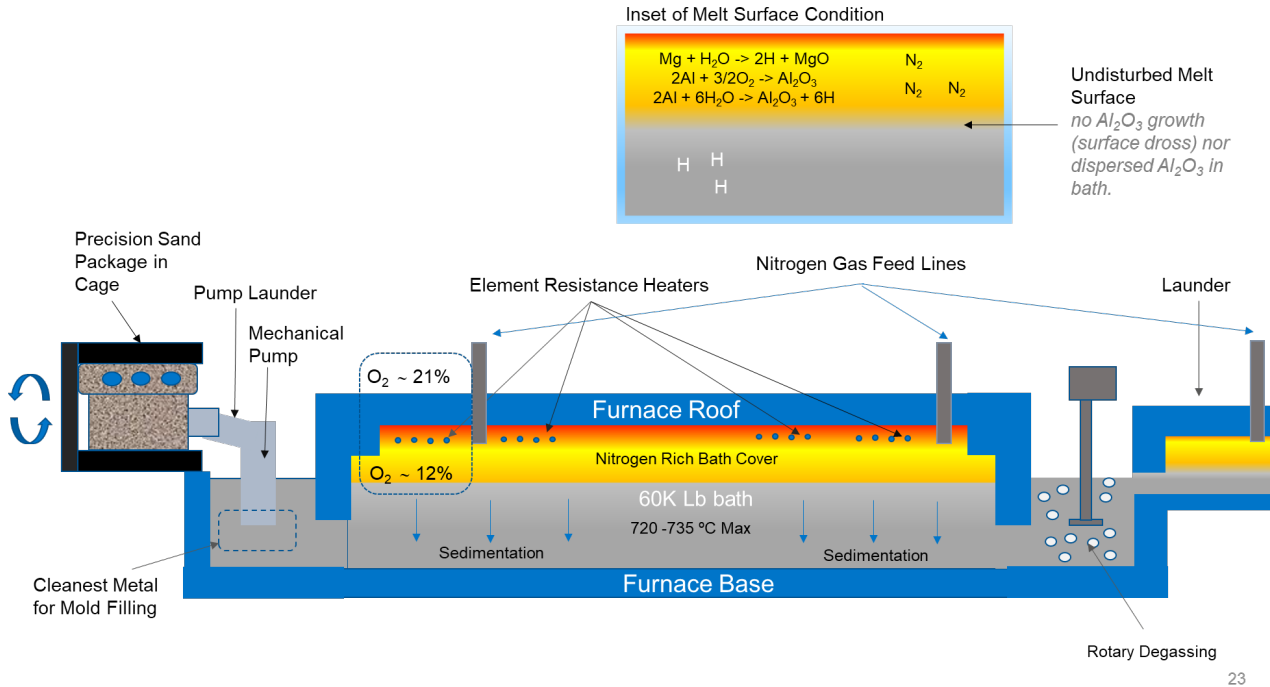 Inset of Melt Surface Condition
Mg + H₂O -> 2H + MgO
2Al + 3/2O₂ -> Al₂O₃
2Al + 6H₂O-> Al₂O₃ + 6H
N₂
N₂ N₂
H H
H
Undisturbed Melt
Surface
no Al₂O₃ growth
(surface dross) nor
dispersed Al₂O₃ in
bath.
Precision Sand
Package in
Cage
Pump Launder
Mechanical
Pump
Element Resistance Heaters
Nitrogen Gas Feed Lines
Launder
O₂ ~ 21%
Furnace Roof
Nitrogen Rich Bath Cover
O₂ ~ 12%
60K Lb bath
720 -735 ºC Max
Sedimentation
Sedimentation
Furnace Base
Cleanest Metal
for Mold Filling
Rotary Degassing
23